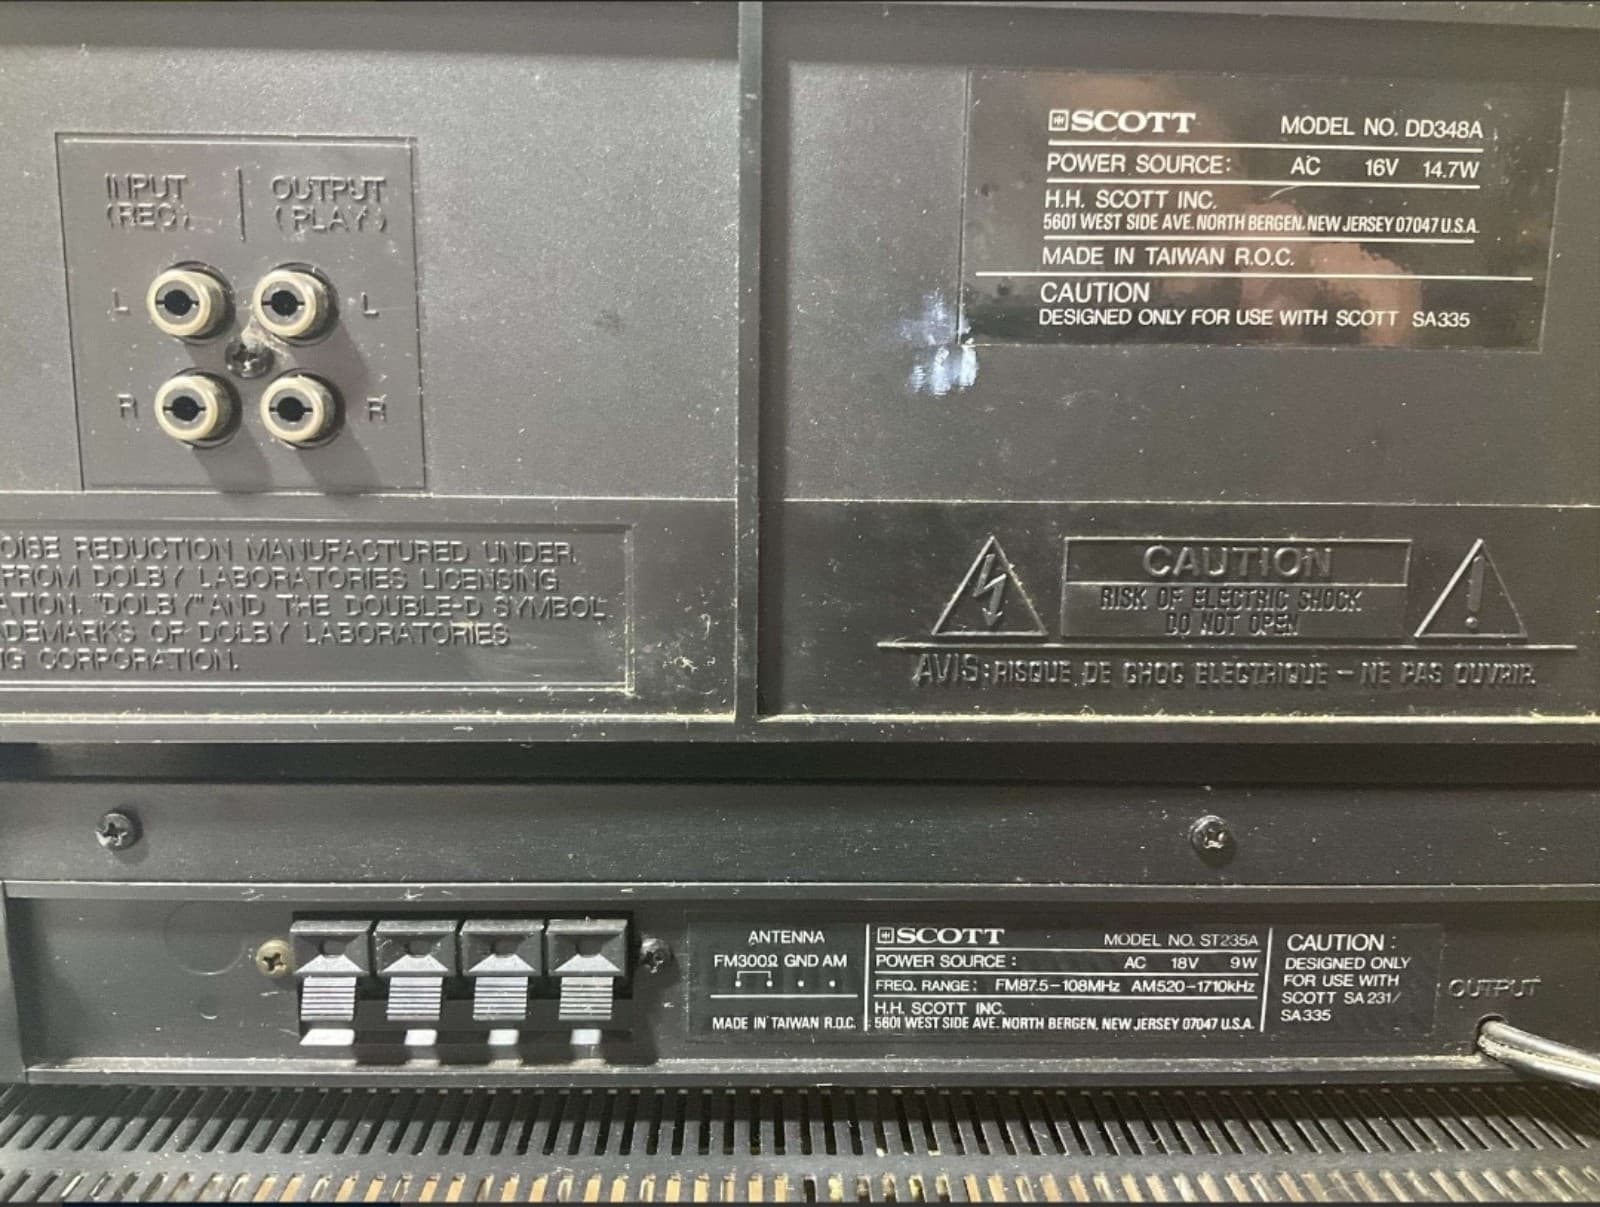 INPUT | OUTPUT
(REC) (PLAY)
L L
R R
OISE REDUCTION MANUFACTURED UNDER
FROM DOLBY LABORATORIES LICENSING
ATION. "DOLBY" AND THE DOUBLE-D SYMBOL
ADEMARKS OF DOLBY LABORATORIES
NG CORPORATION.
SCOTT MODEL NO. DD348A
POWER SOURCE: AC 16V 14.7W
H.H. SCOTT INC.
5601 WEST SIDE AVE. NORTH BERGEN, NEW JERSEY 07047 U.S.A.
MADE IN TAIWAN R.O.C.
CAUTION
DESIGNED ONLY FOR USE WITH SCOTT SA335
CAUTION
RISK OF ELECTRIC SHOCK
DO NOT OPEN
AVIS: RISQUE DE CHOC ELECTRIQUE – NE PAS OUVRIR.
ANTENNA
FM300Ω GND AM
MADE IN TAIWAN R.O.C.
SCOTT MODEL NO. ST235A
POWER SOURCE: AC 18V 9W
FREQ. RANGE: FM87.5–108MHz AM520–1710kHz
H.H. SCOTT INC.
5601 WEST SIDE AVE. NORTH BERGEN, NEW JERSEY 07047 U.S.A.
CAUTION:
DESIGNED ONLY
FOR USE WITH
SCOTT SA231/
SA335
OUTPUT